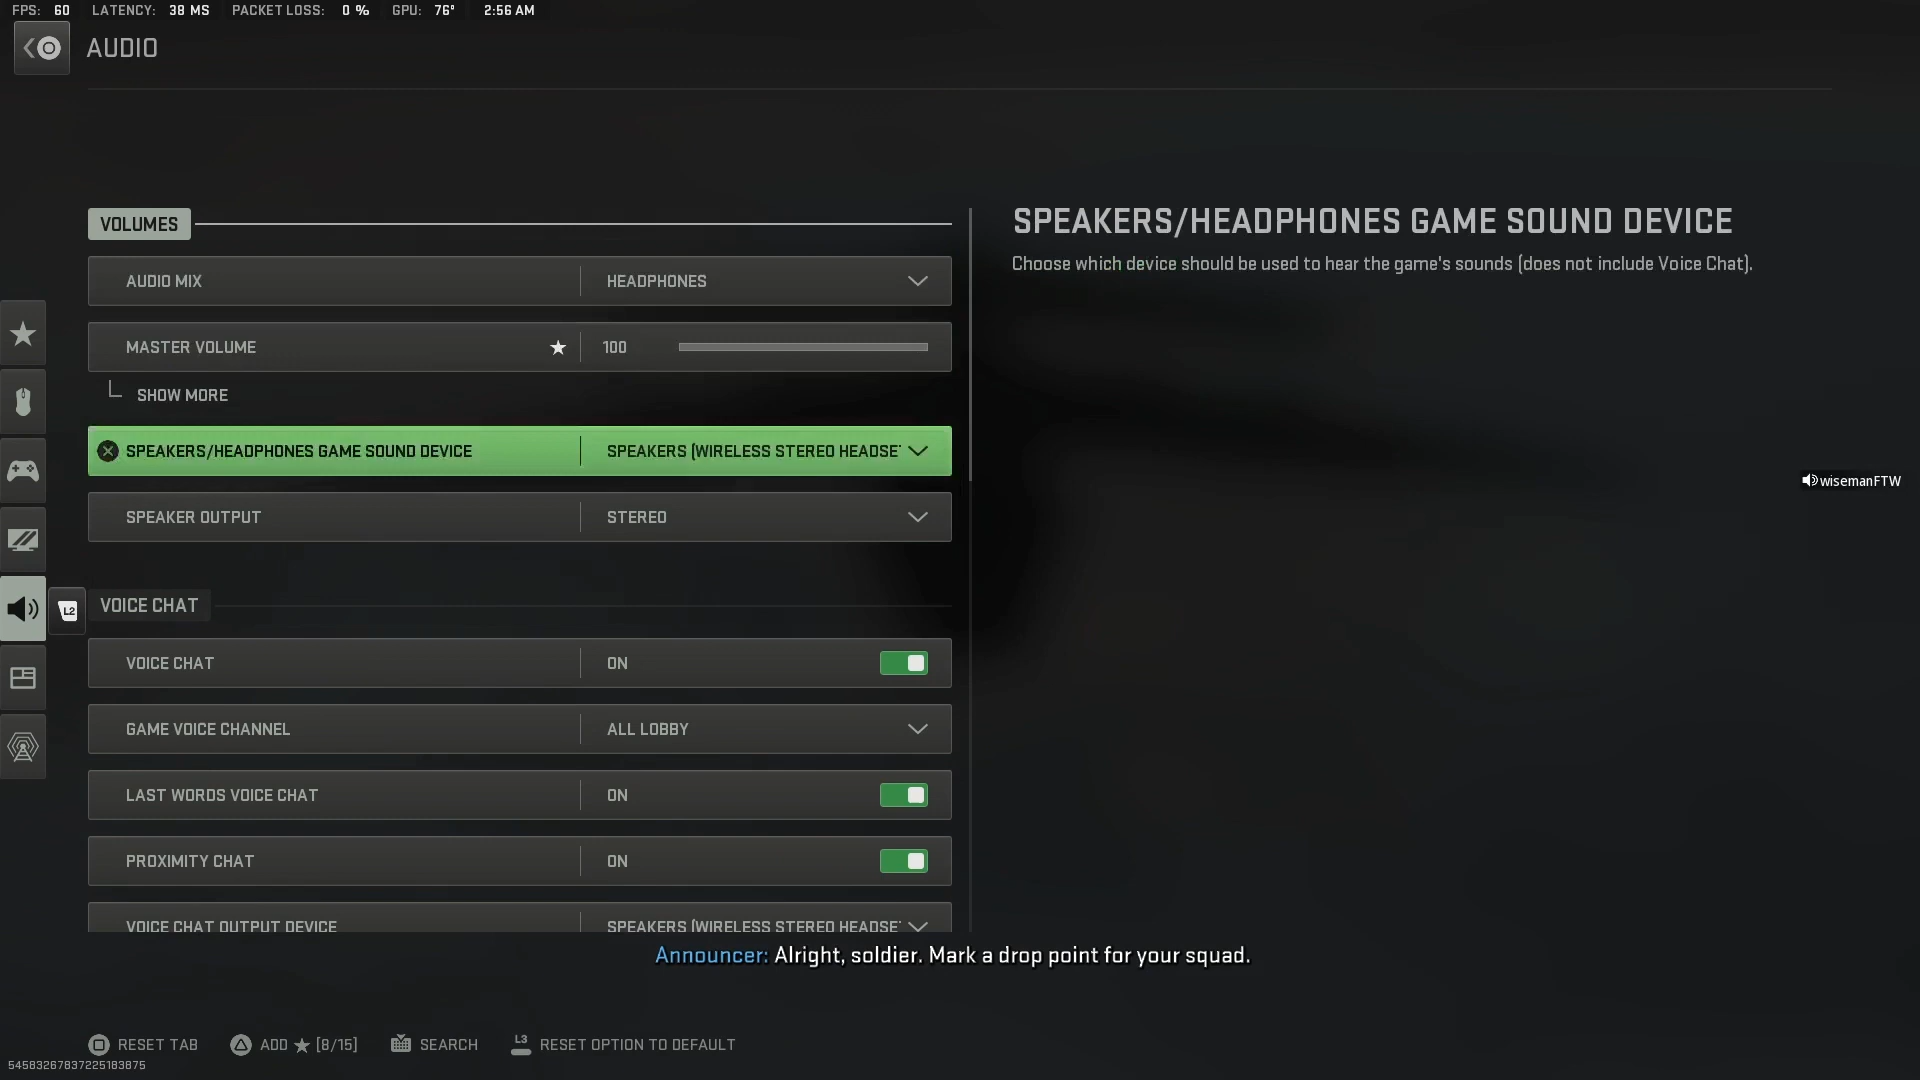 FPS: 60 LATENCY: 38 MS PACKET LOSS: 0 % GPU: 76° 2:56 AM
AUDIO
VOLUMES
AUDIO MIX HEADPHONES
MASTER VOLUME 100
SHOW MORE
SPEAKERS/HEADPHONES GAME SOUND DEVICE SPEAKERS (WIRELESS STEREO HEADSET
SPEAKER OUTPUT STEREO
L2 VOICE CHAT
VOICE CHAT ON
GAME VOICE CHANNEL ALL LOBBY
LAST WORDS VOICE CHAT ON
PROXIMITY CHAT ON
VOICE CHAT OUTPUT DEVICE SPEAKERS (WIRELESS STEREO HEADSET
SPEAKERS/HEADPHONES GAME SOUND DEVICE
Choose which device should be used to hear the game's sounds (does not include Voice Chat).
wisemanFTW
Announcer: Alright, soldier. Mark a drop point for your squad.
RESET TAB ADD ★ [8/15] SEARCH L3 RESET OPTION TO DEFAULT
54583267837225183875